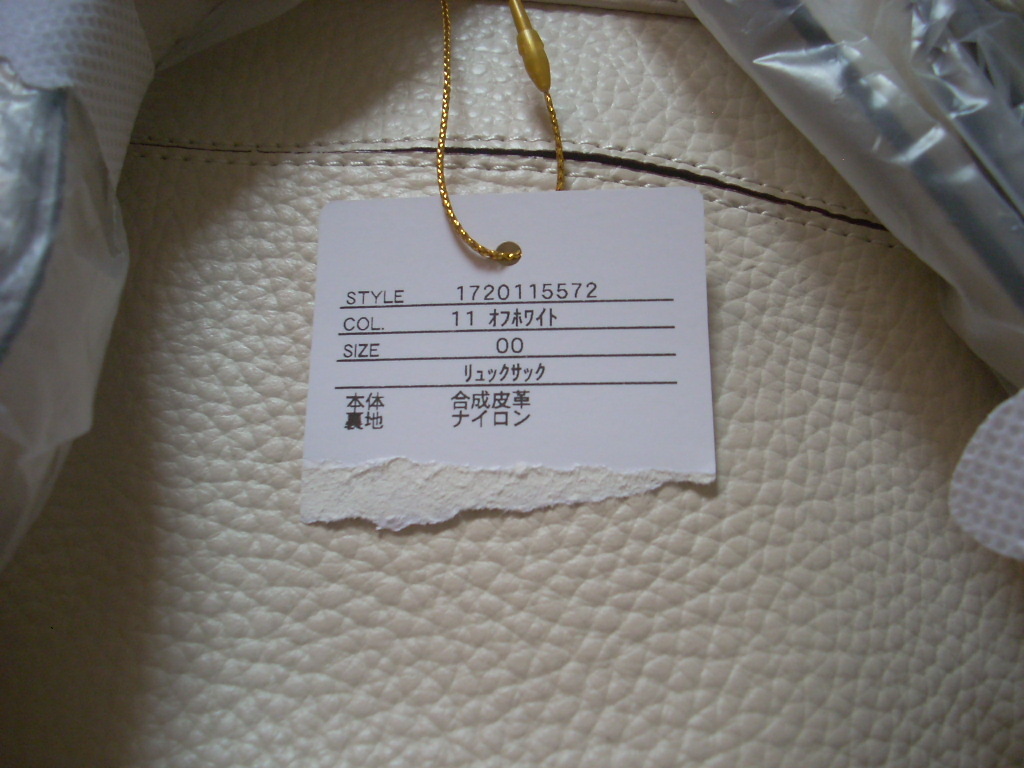 STYLE 1720115572
COL. 11 オフホワイト
SIZE 00
リュックサック
本体 合成皮革
裏地 ナイロン